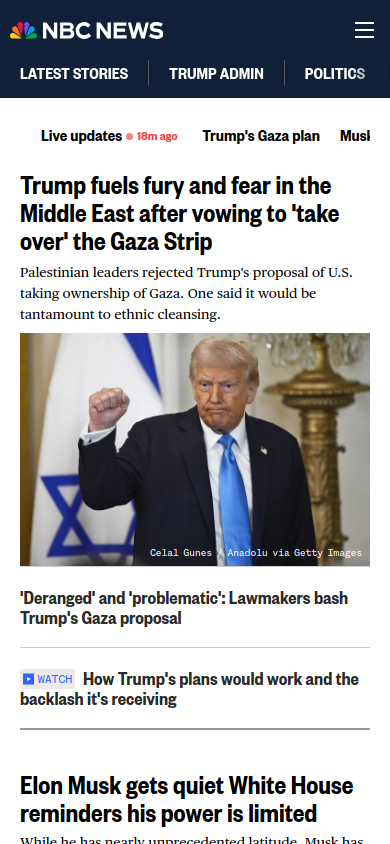 NBC NEWS
LATEST STORIES
TRUMP ADMIN
POLITICS
Live updates 18m ago
Trump's Gaza plan
Musk
Trump fuels fury and fear in the
Middle East after vowing to 'take
over' the Gaza Strip
Palestinian leaders rejected Trump's proposal of U.S.
taking ownership of Gaza. One said it would be
tantamount to ethnic cleansing.
Celal Gunes / Anadolu via Getty Images
'Deranged' and 'problematic': Lawmakers bash
Trump's Gaza proposal
WATCH How Trump's plans would work and the
backlash it's receiving
Elon Musk gets quiet White House
reminders his power is limited
While he has nearly unprecedented latitude, Musk has